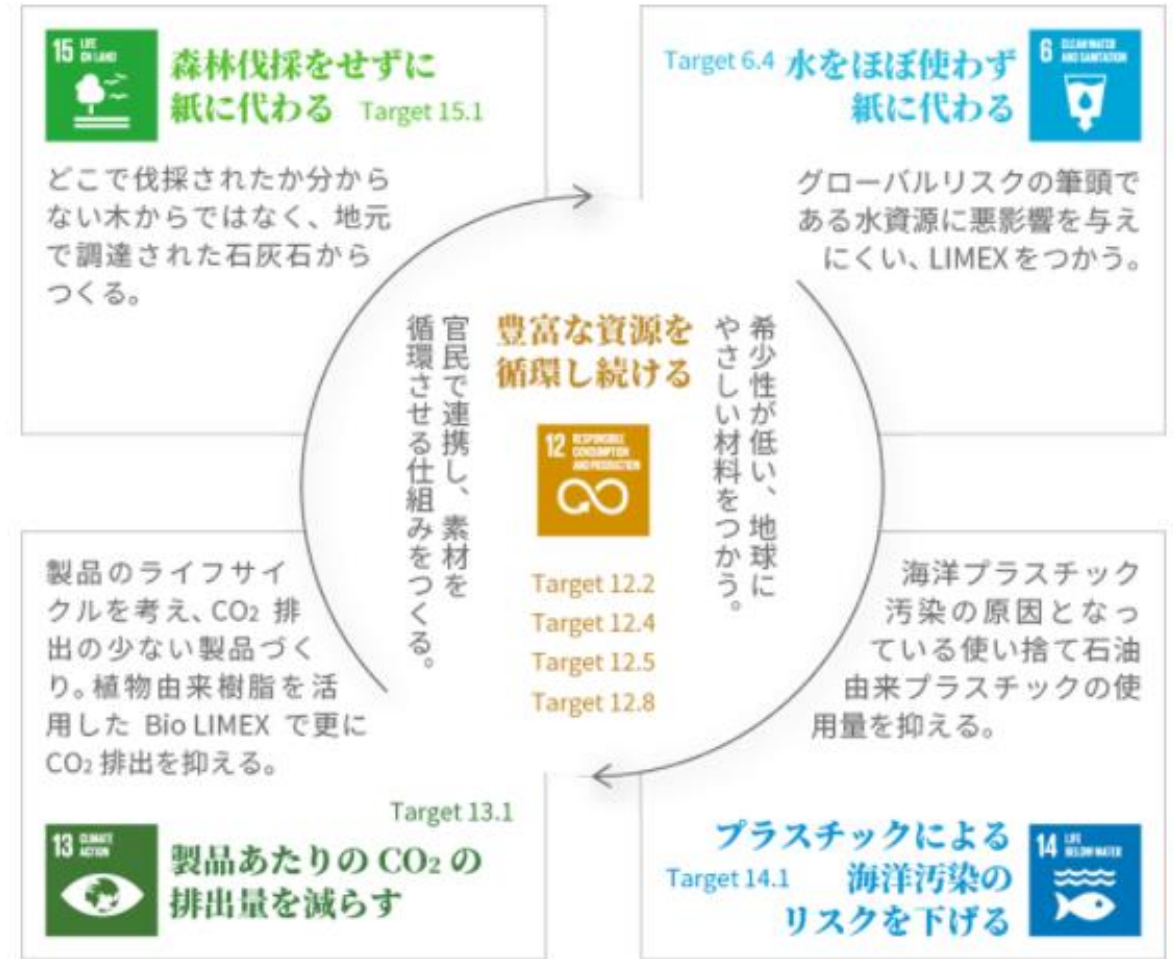 15 LIFE
ON LAND
森林伐採をせずに
紙に代わる Target 15.1
どこで伐採されたか分から
ない木からではなく、地元
で調達された石灰石から
つくる。
Target 6.4 水をほぼ使わず
紙に代わる
6 CLEAN WATER
AND SANITATION
グローバルリスクの筆頭で
ある水資源に悪影響を与え
にくい、LIMEXをつかう。
豊富な資源を
循環し続ける
希少性が低い、地球に
やさしい材料をつかう。
官民で連携し、素材を
循環させる仕組みをつくる。
12 RESPONSIBLE
CONSUMPTION
AND PRODUCTION
Target 12.2
Target 12.4
Target 12.5
Target 12.8
製品のライフサイ
クルを考え、CO2 排
出の少ない製品づく
り。植物由来樹脂を活
用した Bio LIMEX で更に
CO2 排出を抑える。
Target 13.1
13 CLIMATE
ACTION
製品あたりの CO2 の
排出量を減らす
海洋プラスチック
汚染の原因となっ
ている使い捨て石油
由来プラスチックの使
用量を抑える。
プラスチックによる
Target 14.1 海洋汚染の
リスクを下げる
14 LIFE
BELOW WATER